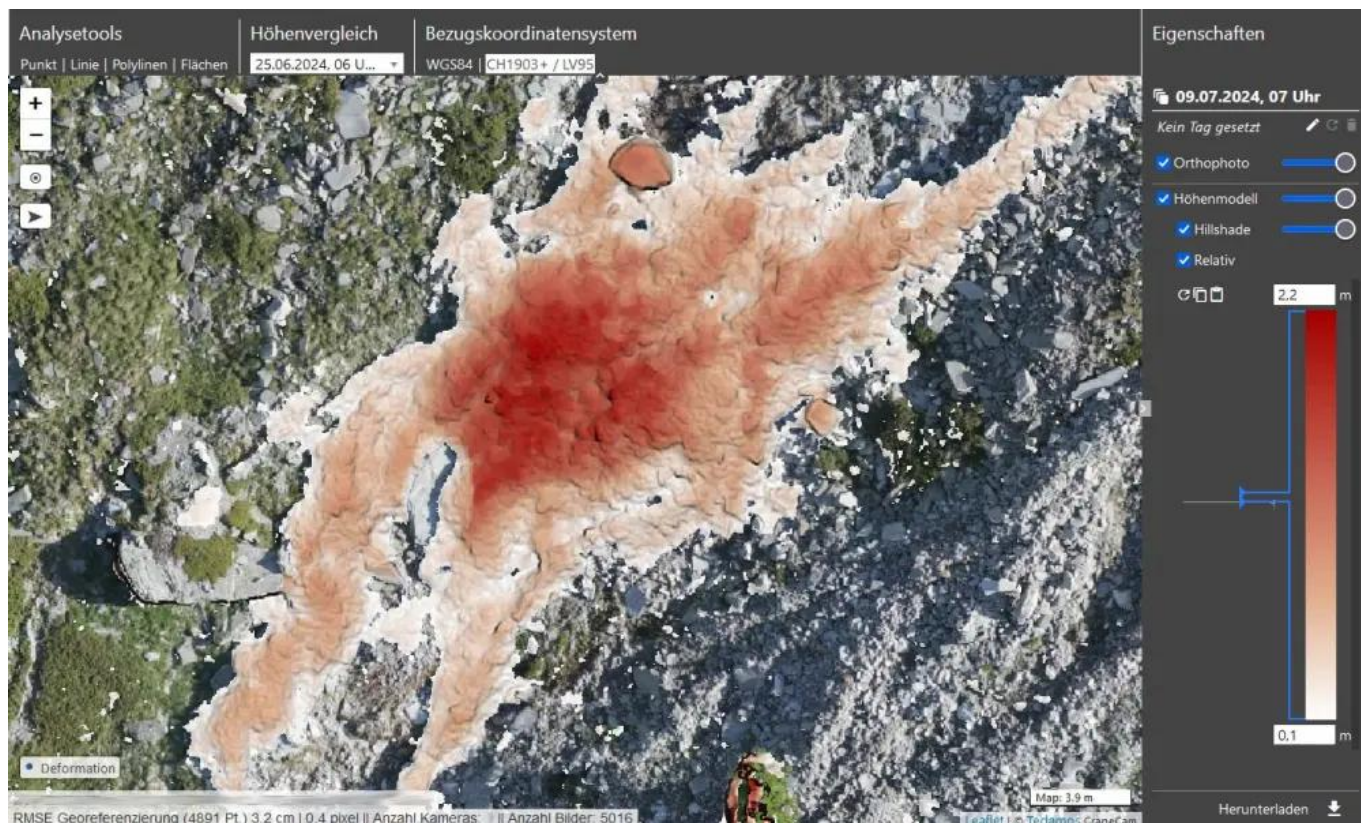 Analysetools
Punkt | Linie | Polylinen | Flächen
Höhenvergleich
25.06.2024, 06 U...
Bezugskoordinatensystem
WGS84 | CH1903+ / LV95
Eigenschaften
09.07.2024, 07 Uhr
Kein Tag gesetzt
Orthophoto
Höhenmodell
Hillshade
Relativ
2.2 m
0.1 m
+
−
Deformation
Map: 3.9 m
RMSE Georeferenzierung (4891 Pt.) 3.2 cm | 0.4 pixel || Anzahl Kameras: || Anzahl Bilder: 5016
Leaflet | © Tedamos CraneCam
Herunterladen